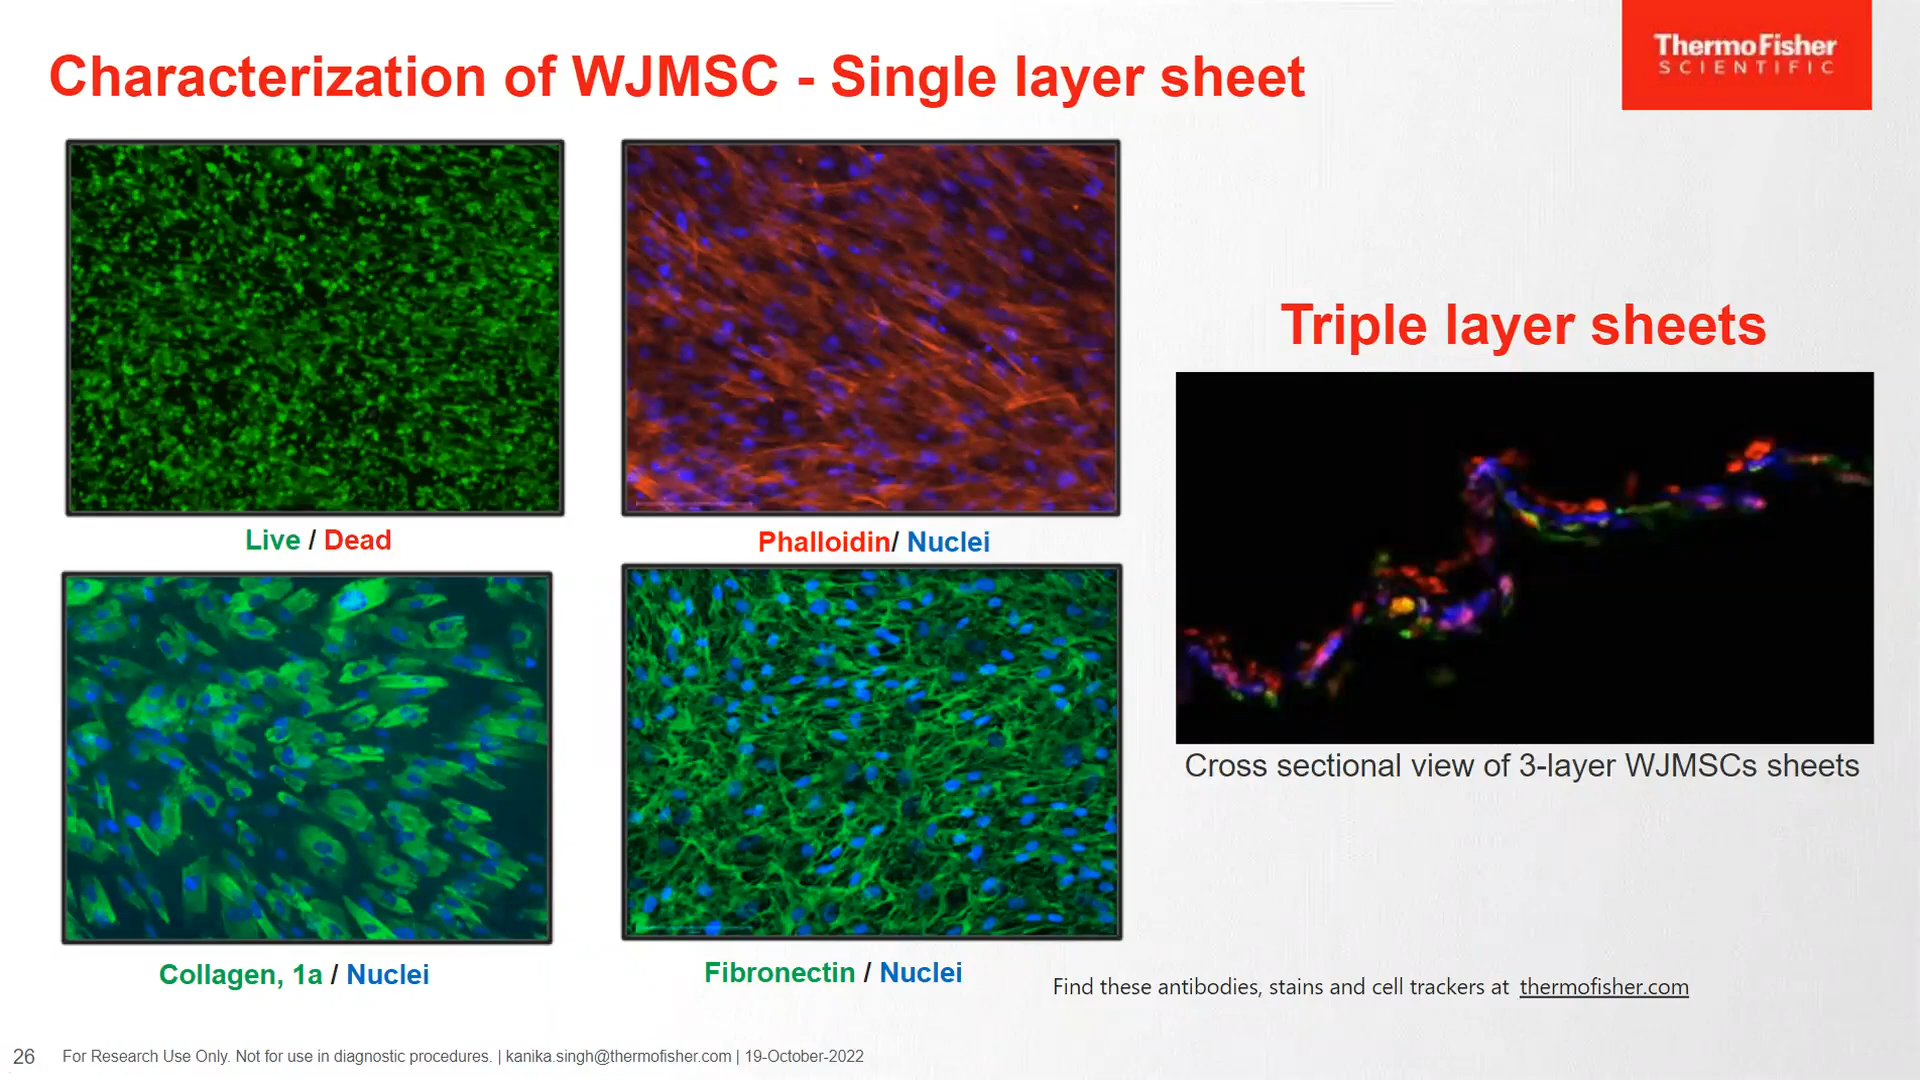 Characterization of WJMSC - Single layer sheet
ThermoFisher
SCIENTIFIC
Live / Dead
Phalloidin/ Nuclei
Collagen, 1a / Nuclei
Fibronectin / Nuclei
Triple layer sheets
Cross sectional view of 3-layer WJMSCs sheets
Find these antibodies, stains and cell trackers at thermofisher.com
26 For Research Use Only. Not for use in diagnostic procedures. | kanika.singh@thermofisher.com | 19-October-2022